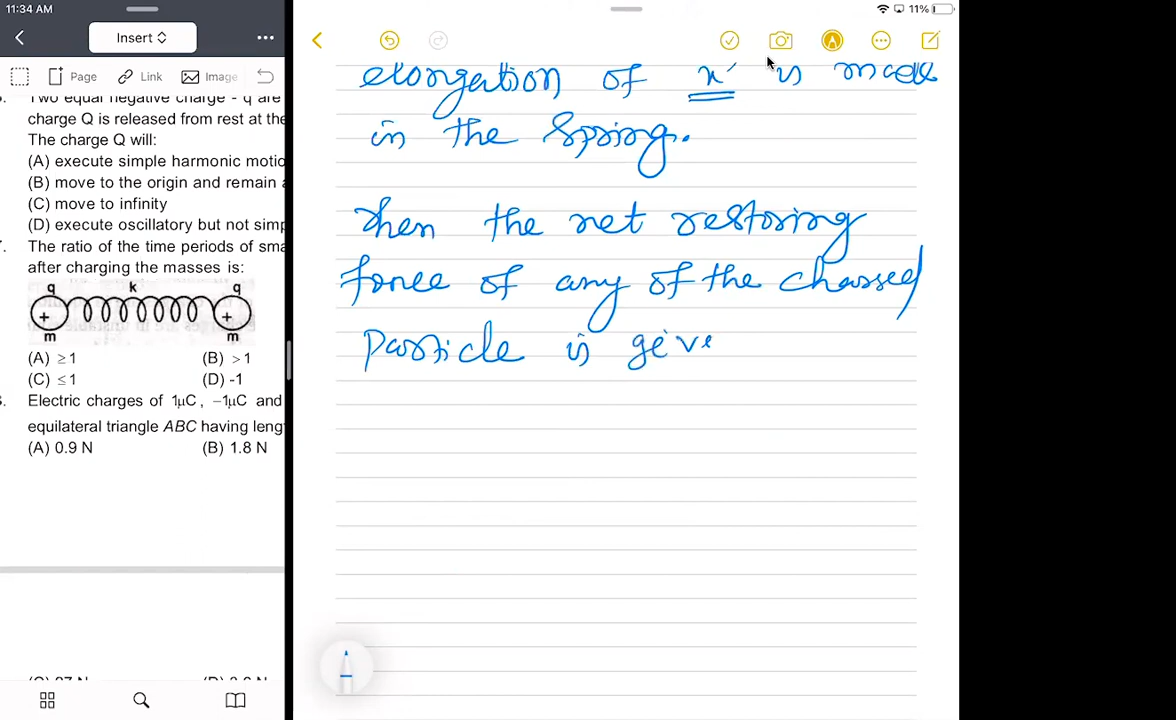 11:34 AM
11%
Insert
Page
Link
Image
Two equal negative charge - q are
charge Q is released from rest at the
The charge Q will:
(A) execute simple harmonic motio
(B) move to the origin and remain
(C) move to infinity
(D) execute oscillatory but not simp
The ratio of the time periods of sma
after charging the masses is:
q k q
+ +
m m
(A) ≥1 (B) >1
(C) ≤1 (D) -1
Electric charges of 1μC, −1μC and
equilateral triangle ABC having leng
(A) 0.9 N (B) 1.8 N
elongation of x' is made
in the Spring.
then the net restoring
force of any of the charged
particle is give